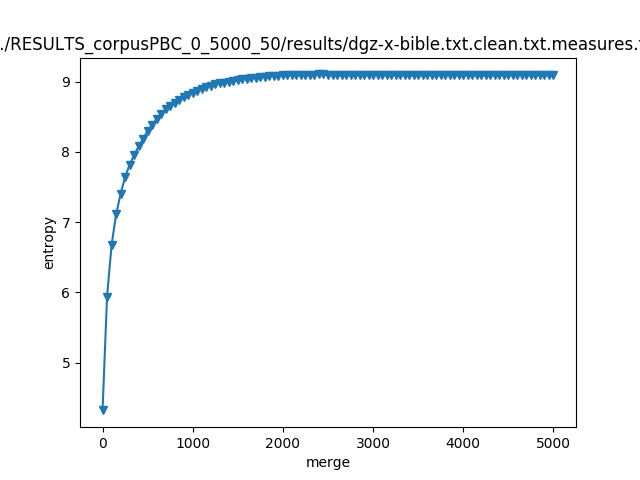 ./RESULTS_corpusPBC_0_5000_50/results/dgz-x-bible.txt.clean.txt.measures.
9
8
7
6
5
entropy
0 1000 2000 3000 4000 5000
merge